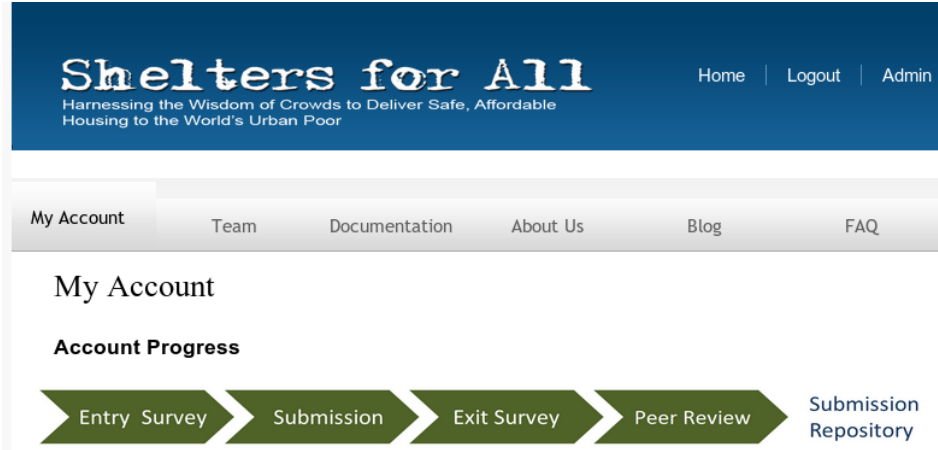 Shelters for All
Harnessing the Wisdom of Crowds to Deliver Safe, Affordable
Housing to the World's Urban Poor
Home
Logout
Admin
My Account
Team
Documentation
About Us
Blog
FAQ
My Account
Account Progress
Entry Survey
Submission
Exit Survey
Peer Review
Submission
Repository